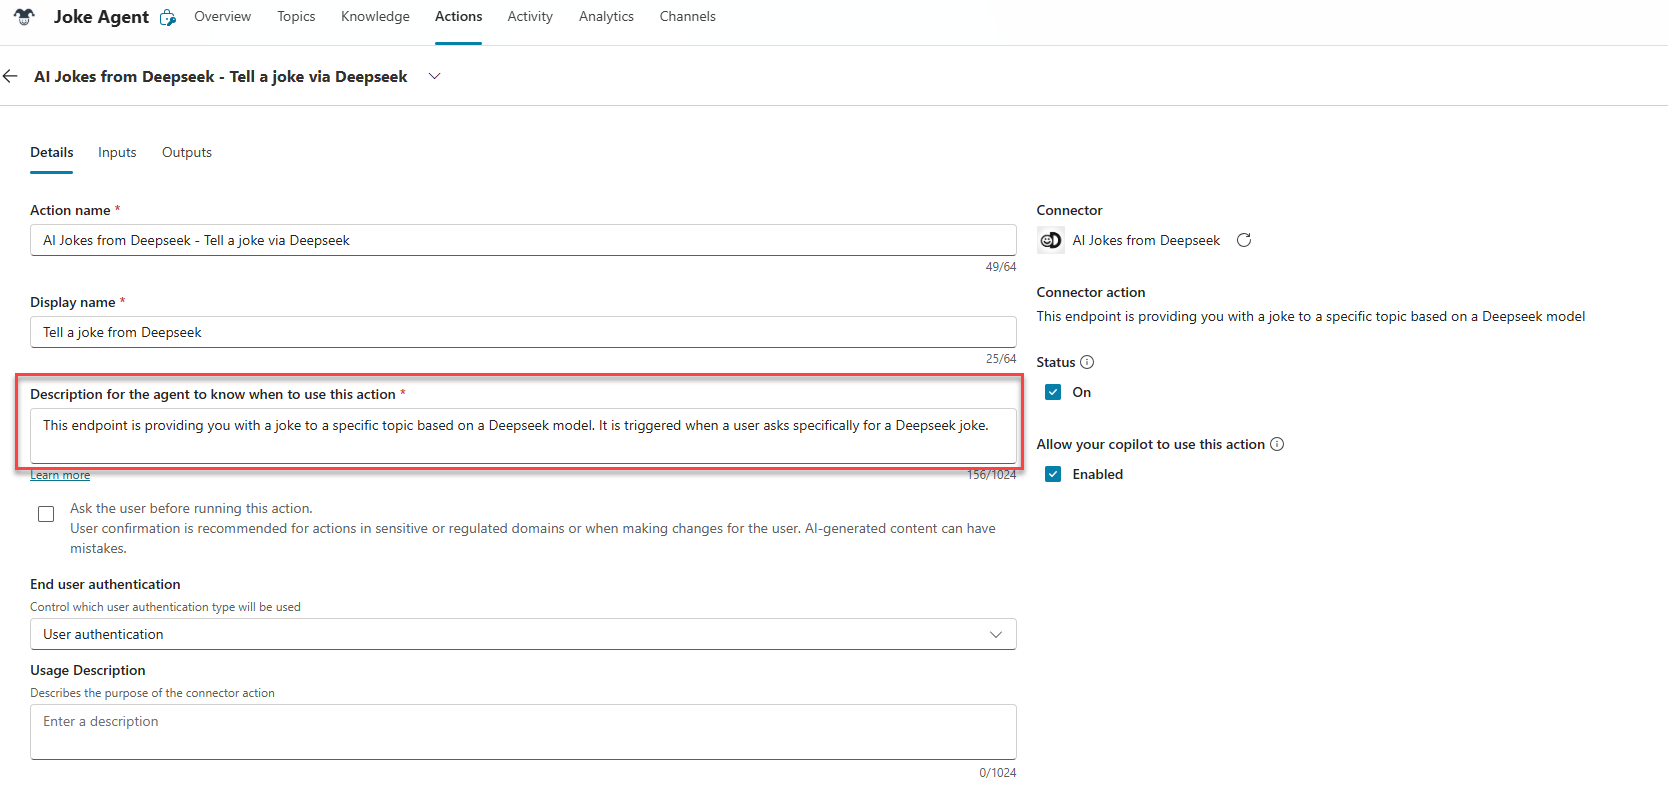 Joke Agent Overview Topics Knowledge Actions Activity Analytics Channels
AI Jokes from Deepseek - Tell a joke via Deepseek
Details Inputs Outputs
Action name *
AI Jokes from Deepseek - Tell a joke via Deepseek
49/64
Display name *
Tell a joke from Deepseek
25/64
Description for the agent to know when to use this action *
This endpoint is providing you with a joke to a specific topic based on a Deepseek model. It is triggered when a user asks specifically for a Deepseek joke.
Learn more
156/1024
Ask the user before running this action.
User confirmation is recommended for actions in sensitive or regulated domains or when making changes for the user. AI-generated content can have
mistakes.
End user authentication
Control which user authentication type will be used
User authentication
Usage Description
Describes the purpose of the connector action
Enter a description
0/1024
Connector
AI Jokes from Deepseek
Connector action
This endpoint is providing you with a joke to a specific topic based on a Deepseek model
Status
On
Allow your copilot to use this action
Enabled